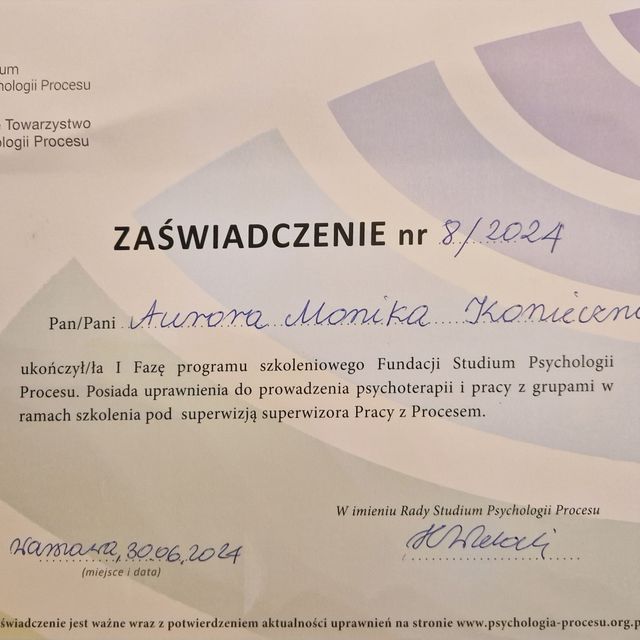 um
hologii Procesu
Towarzystwo
ologii Procesu
ZAŚWIADCZENIE nr 8/2024
Pan/Pani Aurora Monika Konieczna
ukończył/ła I Fazę programu szkoleniowego Fundacji Studium Psychologii
Procesu. Posiada uprawnienia do prowadzenia psychoterapii i pracy z grupami w
ramach szkolenia pod superwizją superwizora Pracy z Procesem.
W imieniu Rady Studium Psychologii Procesu
Warszawa, 30.06.2024
(miejsce i data)
świadczenie jest ważne wraz z potwierdzeniem aktualności uprawnień na stronie www.psychologia-procesu.org.p